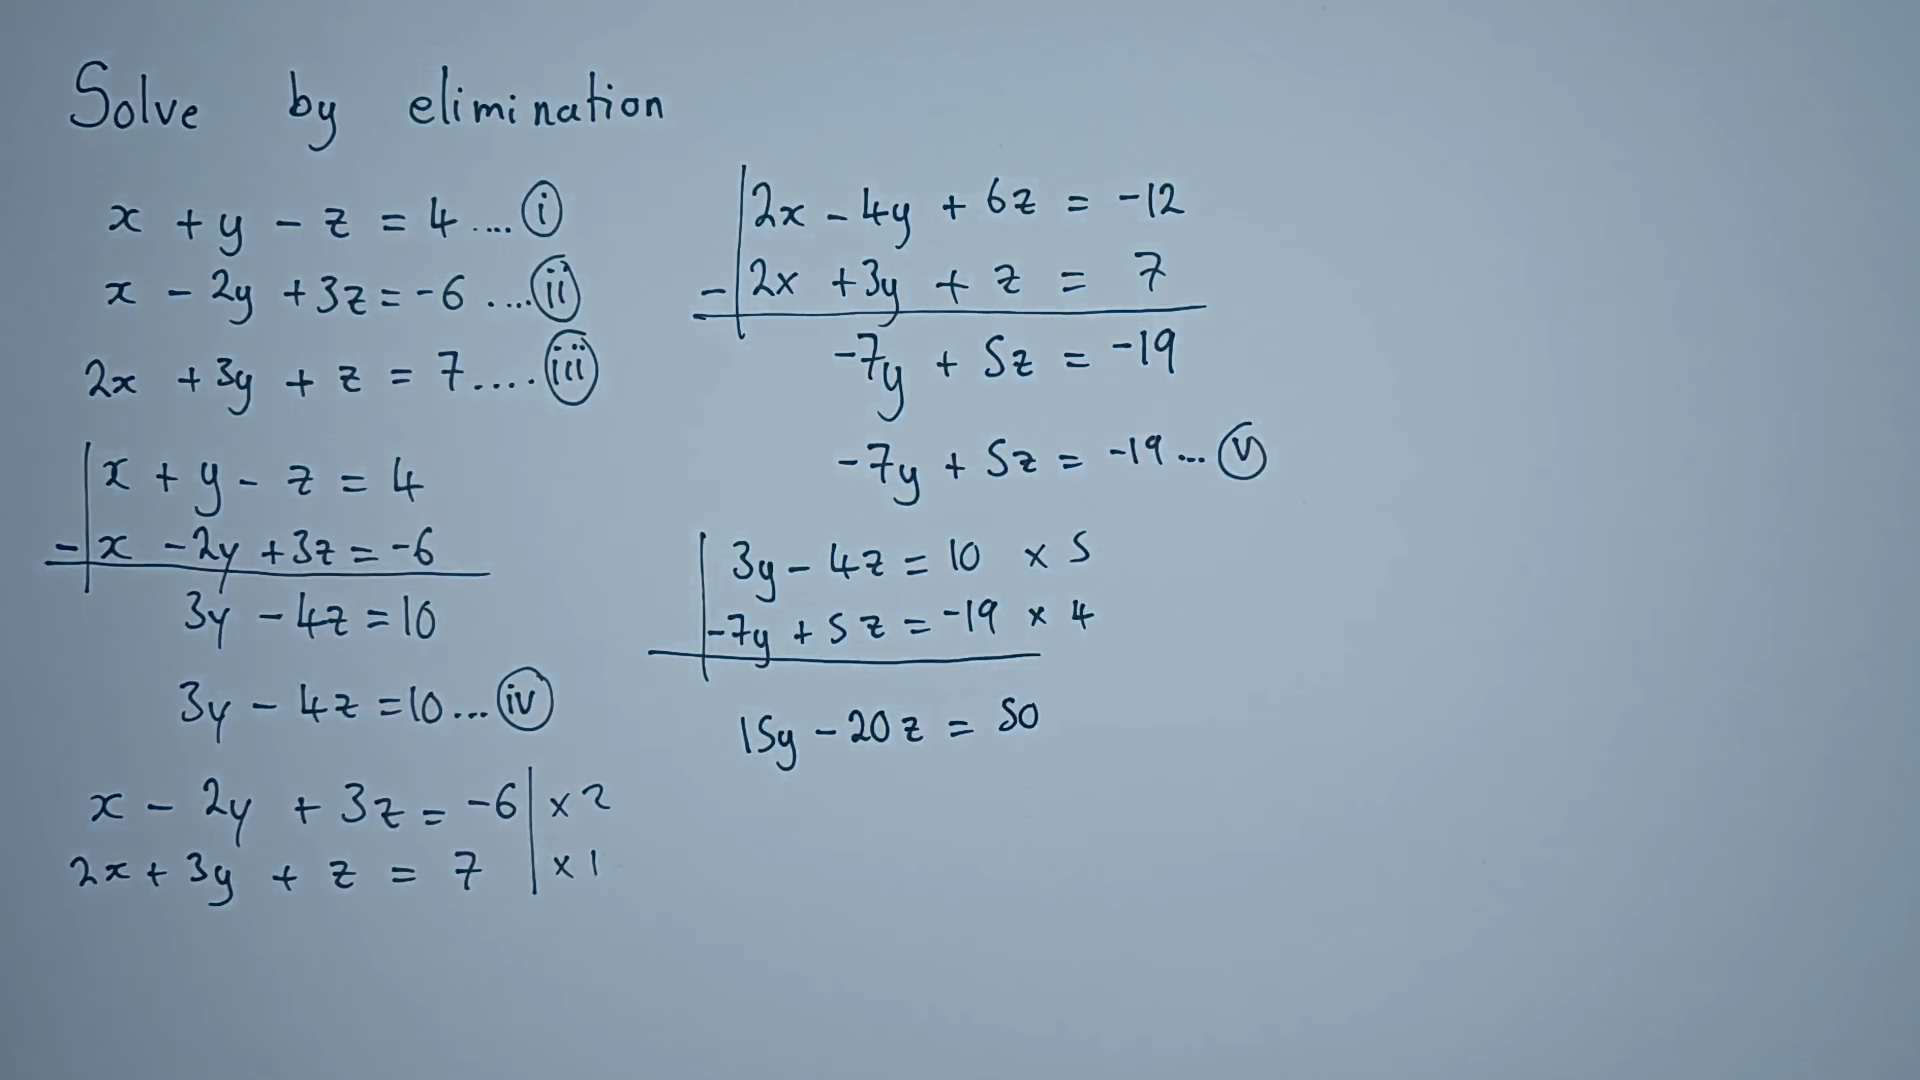 Solve by elimination
x + y - z = 4 .... (i)
x - 2y + 3z = -6 .... (ii)
2x + 3y + z = 7 .... (iii)
x + y - z = 4
- x - 2y + 3z = -6
3y - 4z = 10
3y - 4z = 10 ... (iv)
x - 2y + 3z = -6 | x 2
2x + 3y + z = 7 | x 1
2x - 4y + 6z = -12
- 2x + 3y + z = 7
-7y + 5z = -19
-7y + 5z = -19 ... (v)
3y - 4z = 10 x 5
-7y + 5z = -19 x 4
15y - 20z = 50